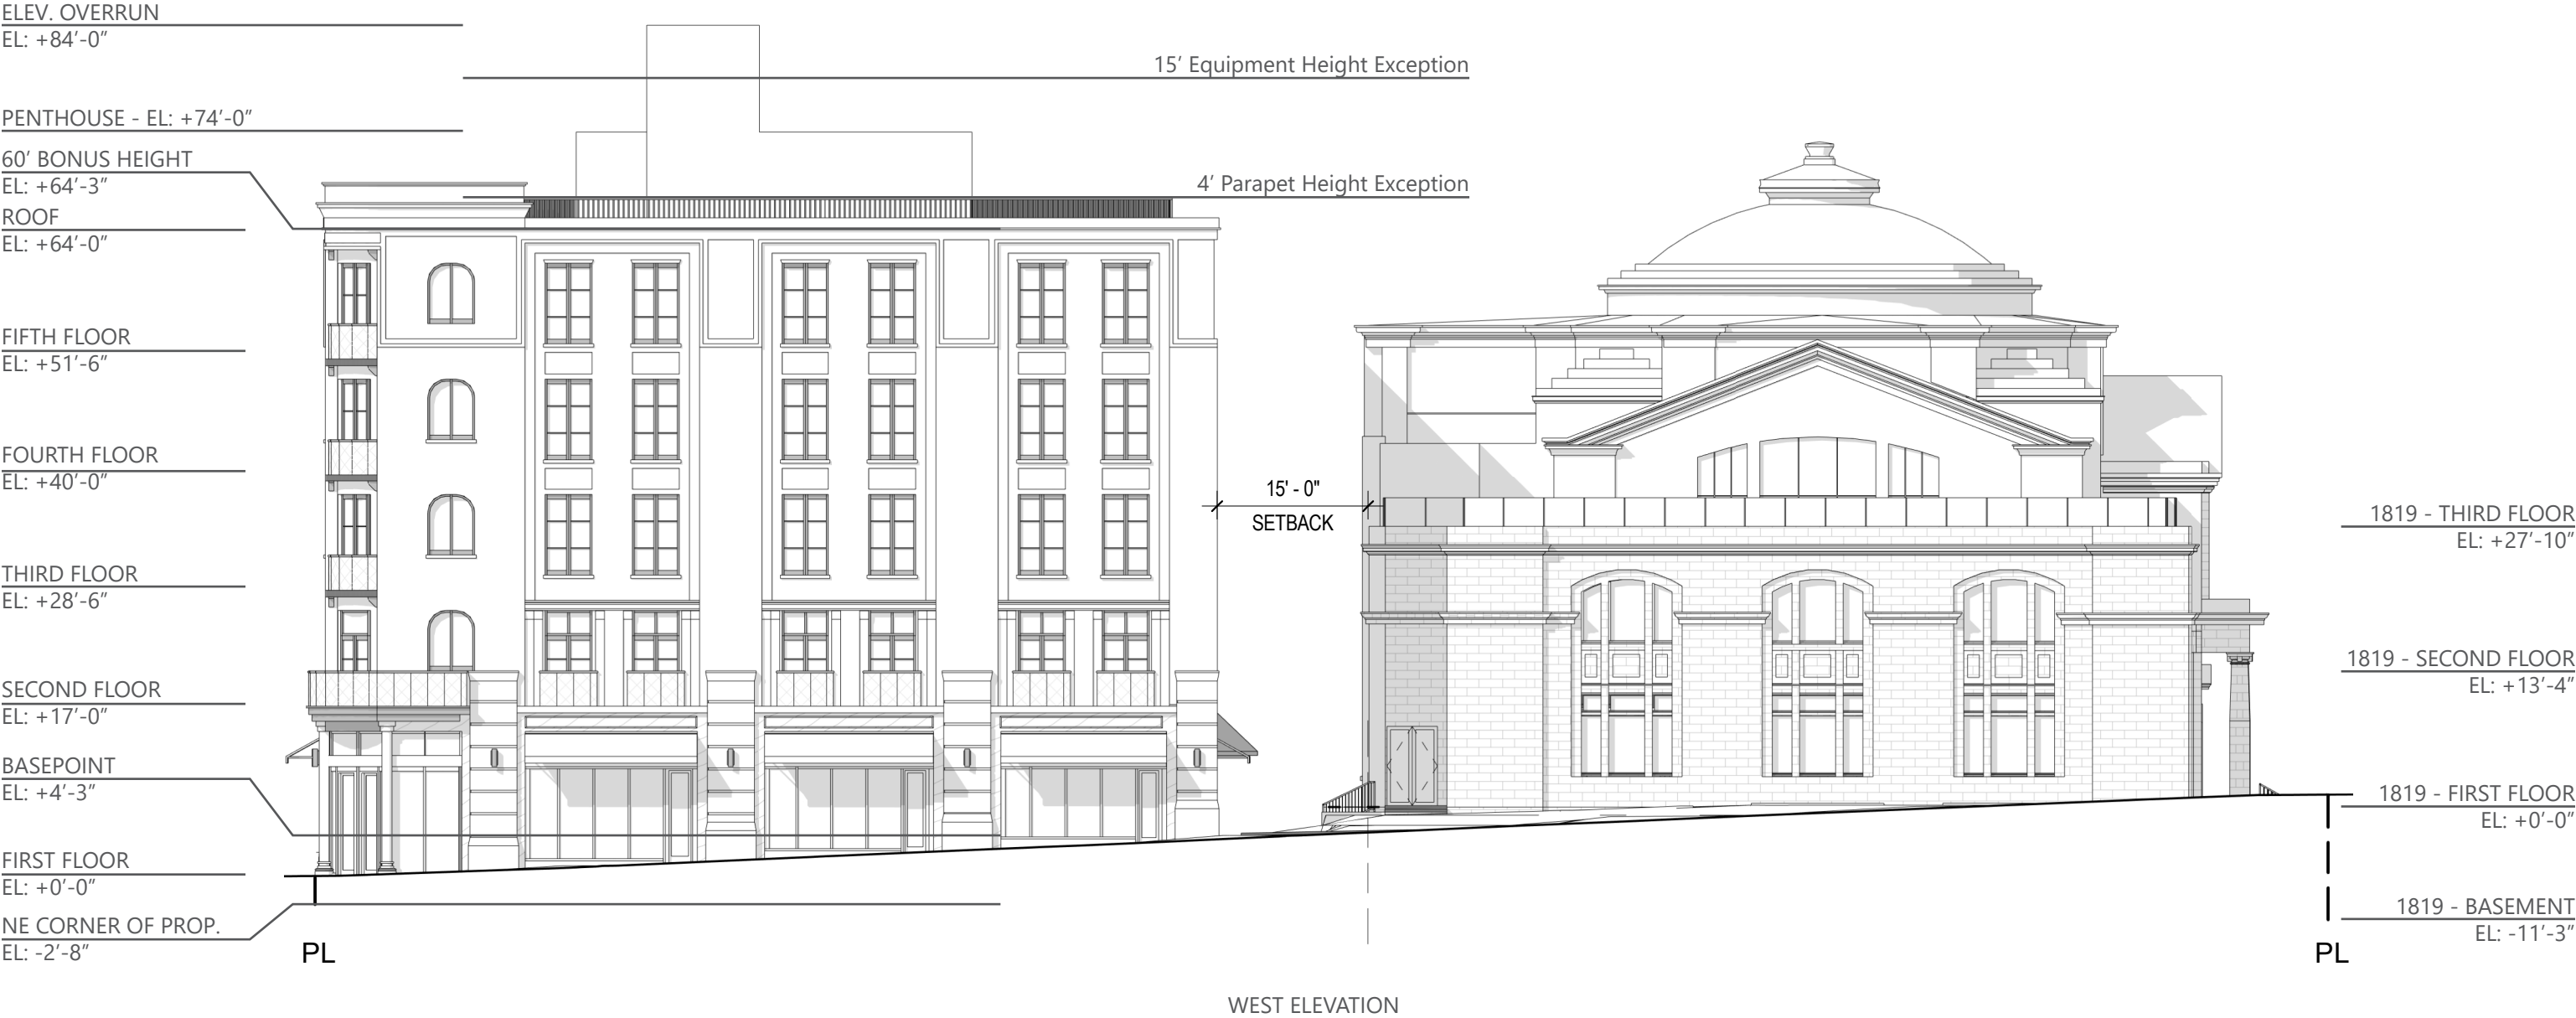 ELEV. OVERRUN
EL: +84'-0"
15' Equipment Height Exception
PENTHOUSE - EL: +74'-0"
60' BONUS HEIGHT
EL: +64'-3"
4' Parapet Height Exception
ROOF
EL: +64'-0"
FIFTH FLOOR
EL: +51'-6"
FOURTH FLOOR
EL: +40'-0"
15' - 0"
SETBACK
1819 - THIRD FLOOR
EL: +27'-10"
THIRD FLOOR
EL: +28'-6"
1819 - SECOND FLOOR
EL: +13'-4"
SECOND FLOOR
EL: +17'-0"
BASEPOINT
EL: +4'-3"
1819 - FIRST FLOOR
EL: +0'-0"
FIRST FLOOR
EL: +0'-0"
1819 - BASEMENT
EL: -11'-3"
NE CORNER OF PROP.
EL: -2'-8"
PL
PL
WEST ELEVATION